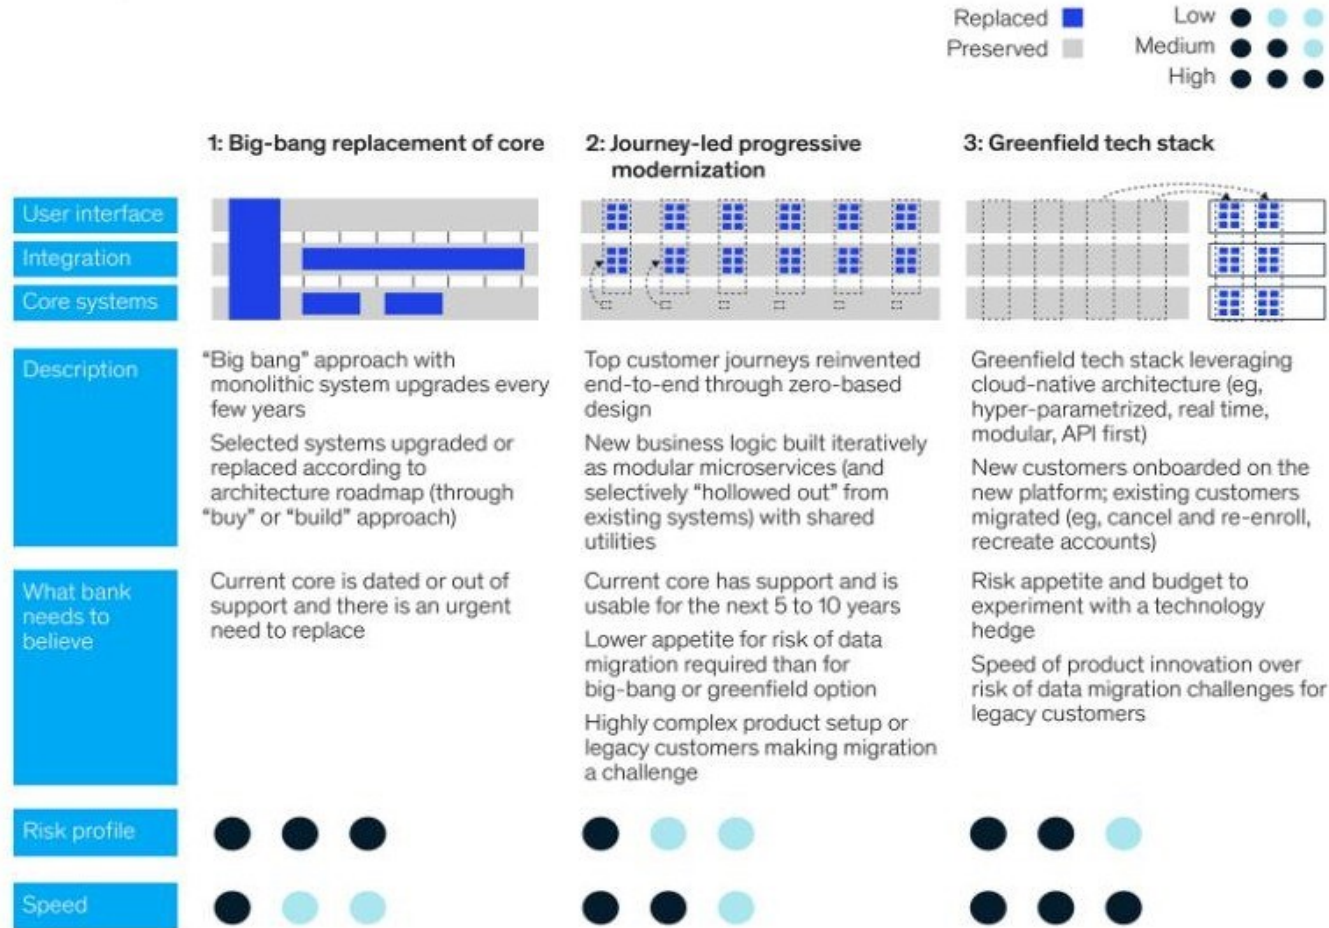 Replaced
Preserved
Low
Medium
High
1: Big-bang replacement of core
2: Journey-led progressive
modernization
3: Greenfield tech stack
User interface
Integration
Core systems
Description
“Big bang” approach with
monolithic system upgrades every
few years
Selected systems upgraded or
replaced according to
architecture roadmap (through
“buy” or “build” approach)
Top customer journeys reinvented
end-to-end through zero-based
design
New business logic built iteratively
as modular microservices (and
selectively “hollowed out” from
existing systems) with shared
utilities
Greenfield tech stack leveraging
cloud-native architecture (eg,
hyper-parametrized, real time,
modular, API first)
New customers onboarded on the
new platform; existing customers
migrated (eg, cancel and re-enroll,
recreate accounts)
What bank
needs to
believe
Current core is dated or out of
support and there is an urgent
need to replace
Current core has support and is
usable for the next 5 to 10 years
Lower appetite for risk of data
migration required than for
big-bang or greenfield option
Highly complex product setup or
legacy customers making migration
a challenge
Risk appetite and budget to
experiment with a technology
hedge
Speed of product innovation over
risk of data migration challenges for
legacy customers
Risk profile
Speed